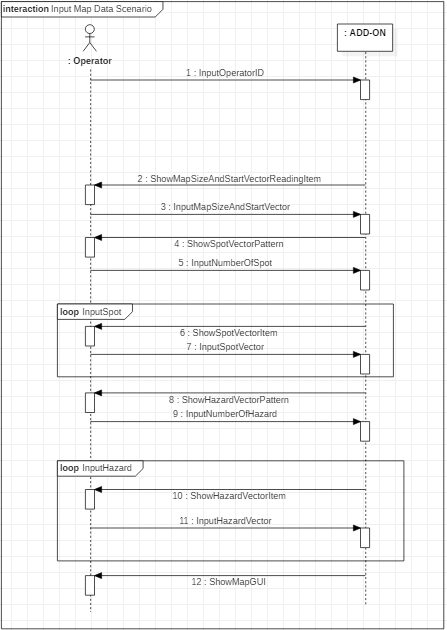 interaction Input Map Data Scenario
: Operator
: ADD-ON
1 : InputOperatorID
2 : ShowMapSizeAndStartVectorReadingItem
3 : InputMapSizeAndStartVector
4 : ShowSpotVectorPattern
5 : InputNumberOfSpot
loop InputSpot
6 : ShowSpotVectorItem
7 : InputSpotVector
8 : ShowHazardVectorPattern
9 : InputNumberOfHazard
loop InputHazard
10 : ShowHazardVectorItem
11 : InputHazardVector
12 : ShowMapGUI